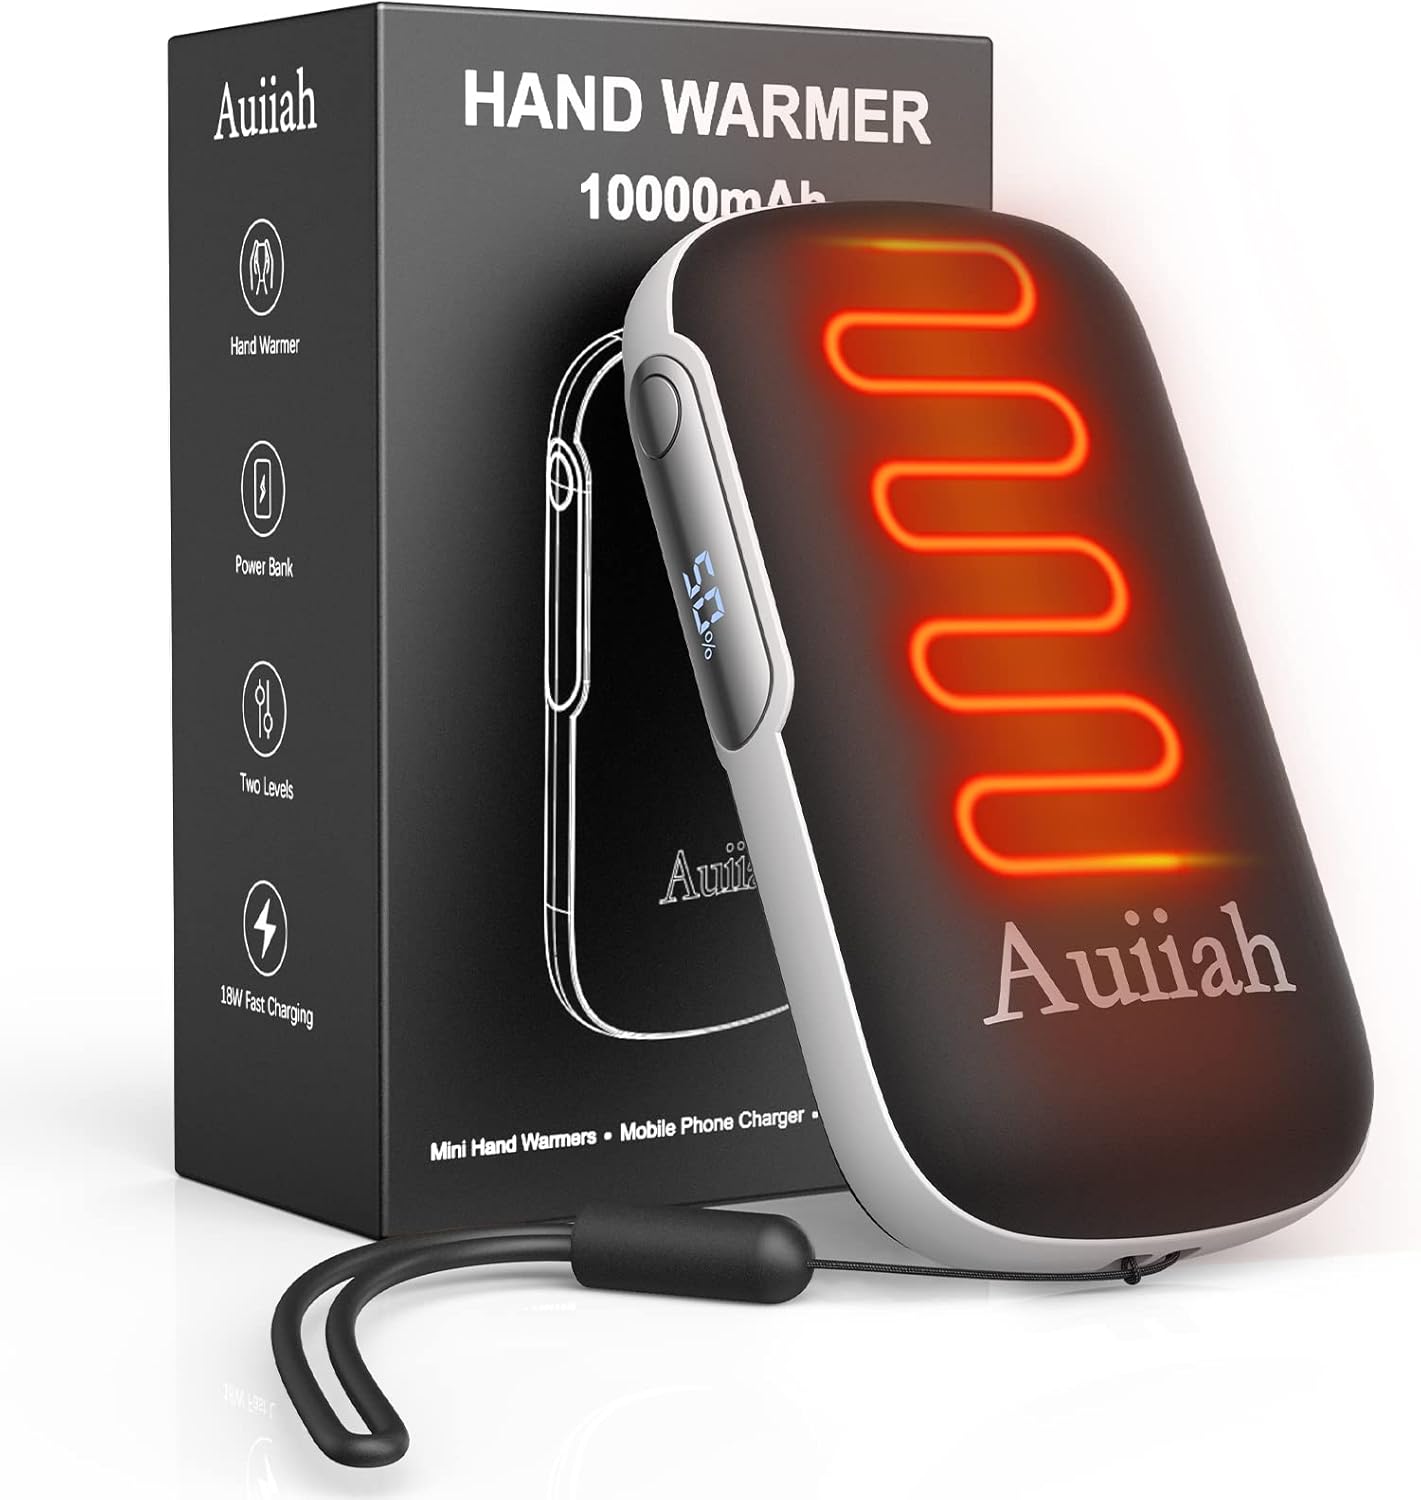 Auiiah
Hand Warmer
Power Bank
Two Levels
18W Fast Charging
HAND WARMER
10000mAh
50%
Auiiah
Mini Hand Warmers • Mobile Phone Charger •
Auiiah